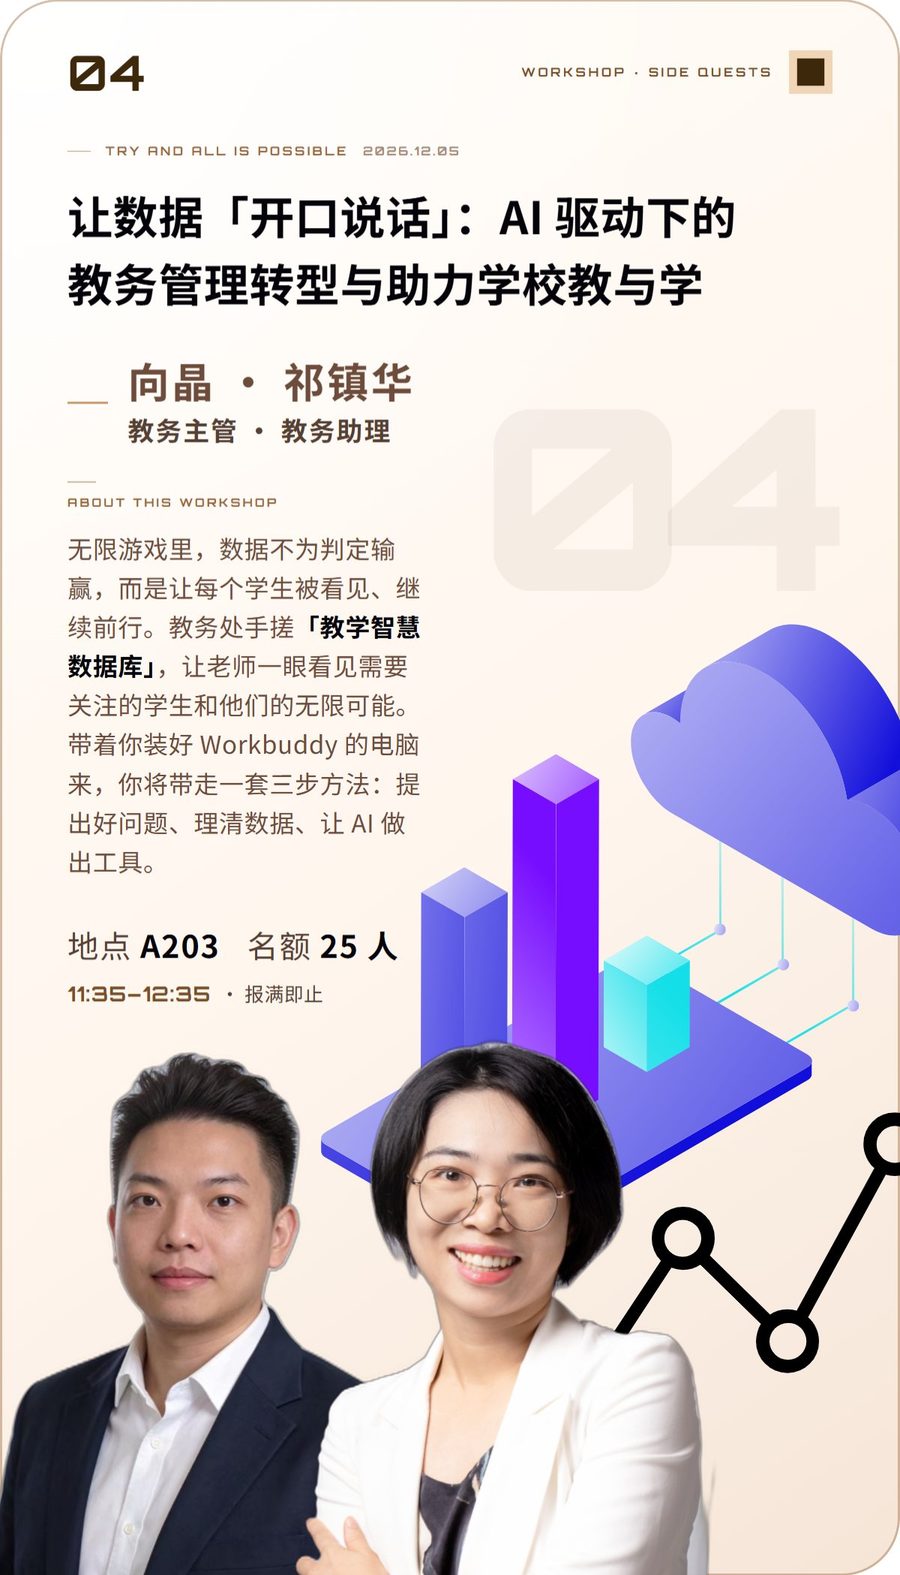 04
WORKSHOP · SIDE QUESTS
TRY AND ALL IS POSSIBLE 2026.12.05
让数据「开口说话」：AI 驱动下的
教务管理转型与助力学校教与学
向晶 · 祁镇华
教务主管 · 教务助理
04
ABOUT THIS WORKSHOP
无限游戏里，数据不为判定输
赢，而是让每个学生被看见、继
续前行。教务处手搓「教学智慧
数据库」，让老师一眼看见需要
关注的学生和他们的无限可能。
带着你装好 Workbuddy 的电脑
来，你将带走一套三步方法：提
出好问题、理清数据、让 AI 做
出工具。
地点 A203 名额 25 人
11:35–12:35 · 报满即止